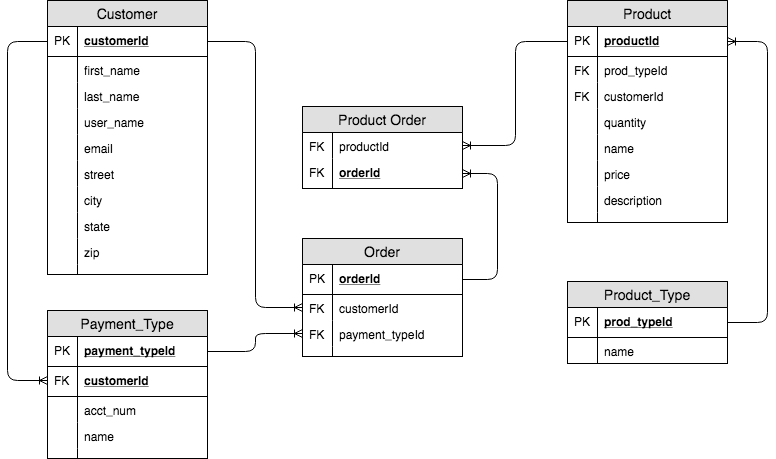 Customer
PK customerId
first_name
last_name
user_name
email
street
city
state
zip
Payment_Type
PK payment_typeId
FK customerId
acct_num
name
Product Order
FK productId
FK orderId
Order
PK orderId
FK customerId
FK payment_typeId
Product
PK productId
FK prod_typeId
FK customerId
quantity
name
price
description
Product_Type
PK prod_typeId
name